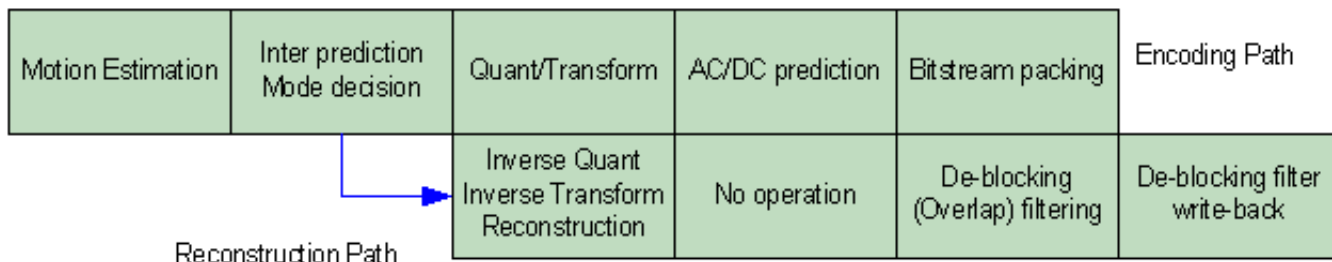 Motion Estimation
Inter prediction
Mode decision
Quant/Transform
AC/DC prediction
Bitstream packing
Encoding Path
Inverse Quant
Inverse Transform
Reconstruction
No operation
De-blocking
(Overlap) filtering
De-blocking filter
write-back
Reconstruction Path